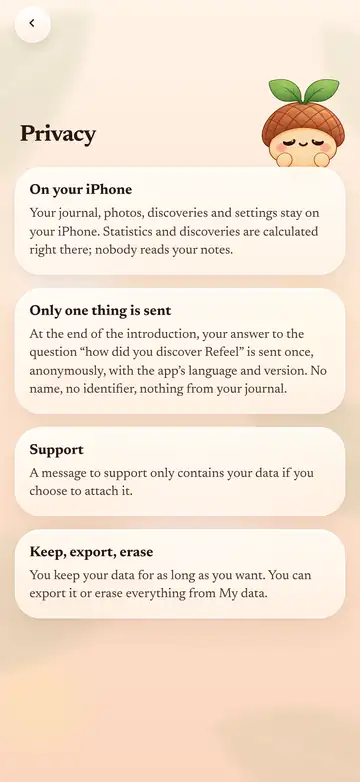 Privacy
On your iPhone
Your journal, photos, discoveries and settings stay on
your iPhone. Statistics and discoveries are calculated
right there; nobody reads your notes.
Only one thing is sent
At the end of the introduction, your answer to the
question “how did you discover Refeel” is sent once,
anonymously, with the app’s language and version. No
name, no identifier, nothing from your journal.
Support
A message to support only contains your data if you
choose to attach it.
Keep, export, erase
You keep your data for as long as you want. You can
export it or erase everything from My data.